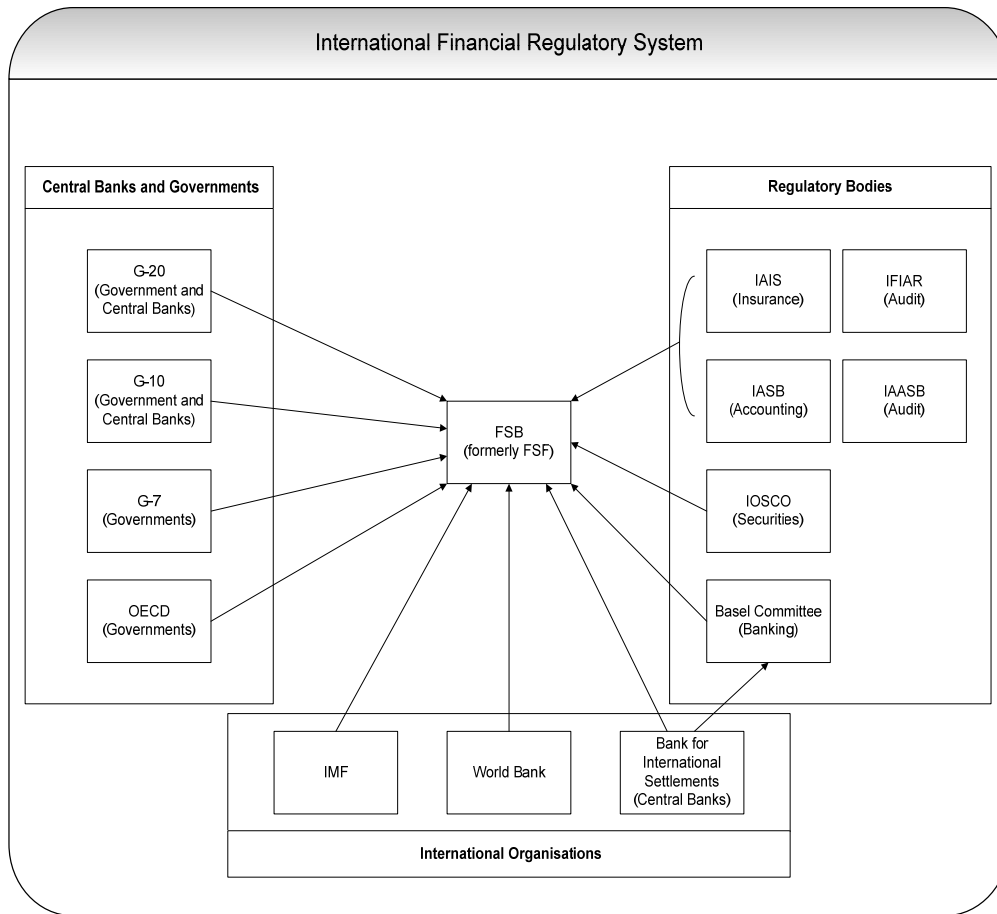 International Financial Regulatory System
Central Banks and Governments
G-20
(Government and
Central Banks)
G-10
(Government and
Central Banks)
G-7
(Governments)
OECD
(Governments)
FSB
(formerly FSF)
Regulatory Bodies
IAIS
(Insurance)
IFIAR
(Audit)
IASB
(Accounting)
IAASB
(Audit)
IOSCO
(Securities)
Basel Committee
(Banking)
IMF
World Bank
Bank for
International
Settlements
(Central Banks)
International Organisations